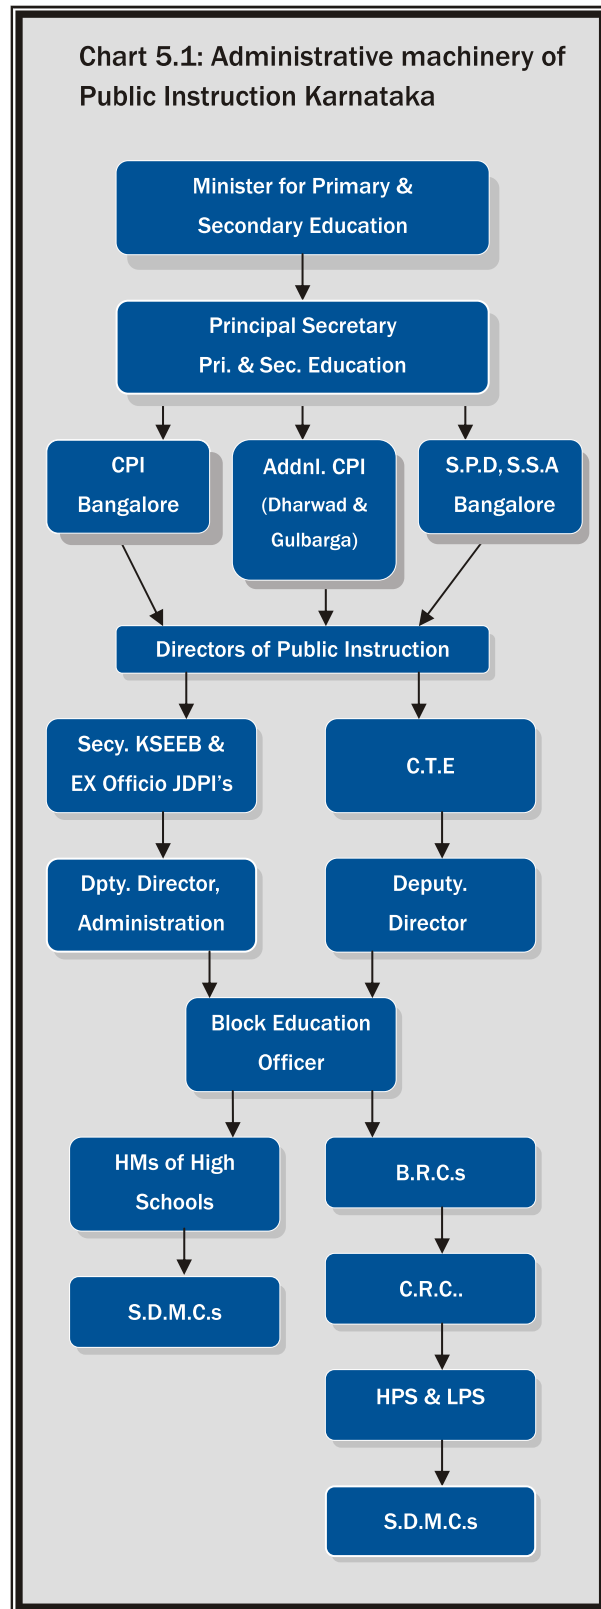 Chart 5.1: Administrative machinery of
Public Instruction Karnataka
Minister for Primary &
Secondary Education
Principal Secretary
Pri. & Sec. Education
CPI
Bangalore
Addnl. CPI
(Dharwad &
Gulbarga)
S.P.D, S.S.A
Bangalore
Directors of Public Instruction
Secy. KSEEB &
EX Officio JDPI's
C.T.E
Dpty. Director,
Administration
Deputy.
Director
Block Education
Officer
HMs of High
Schools
B.R.C.s
S.D.M.C.s
C.R.C..
HPS & LPS
S.D.M.C.s